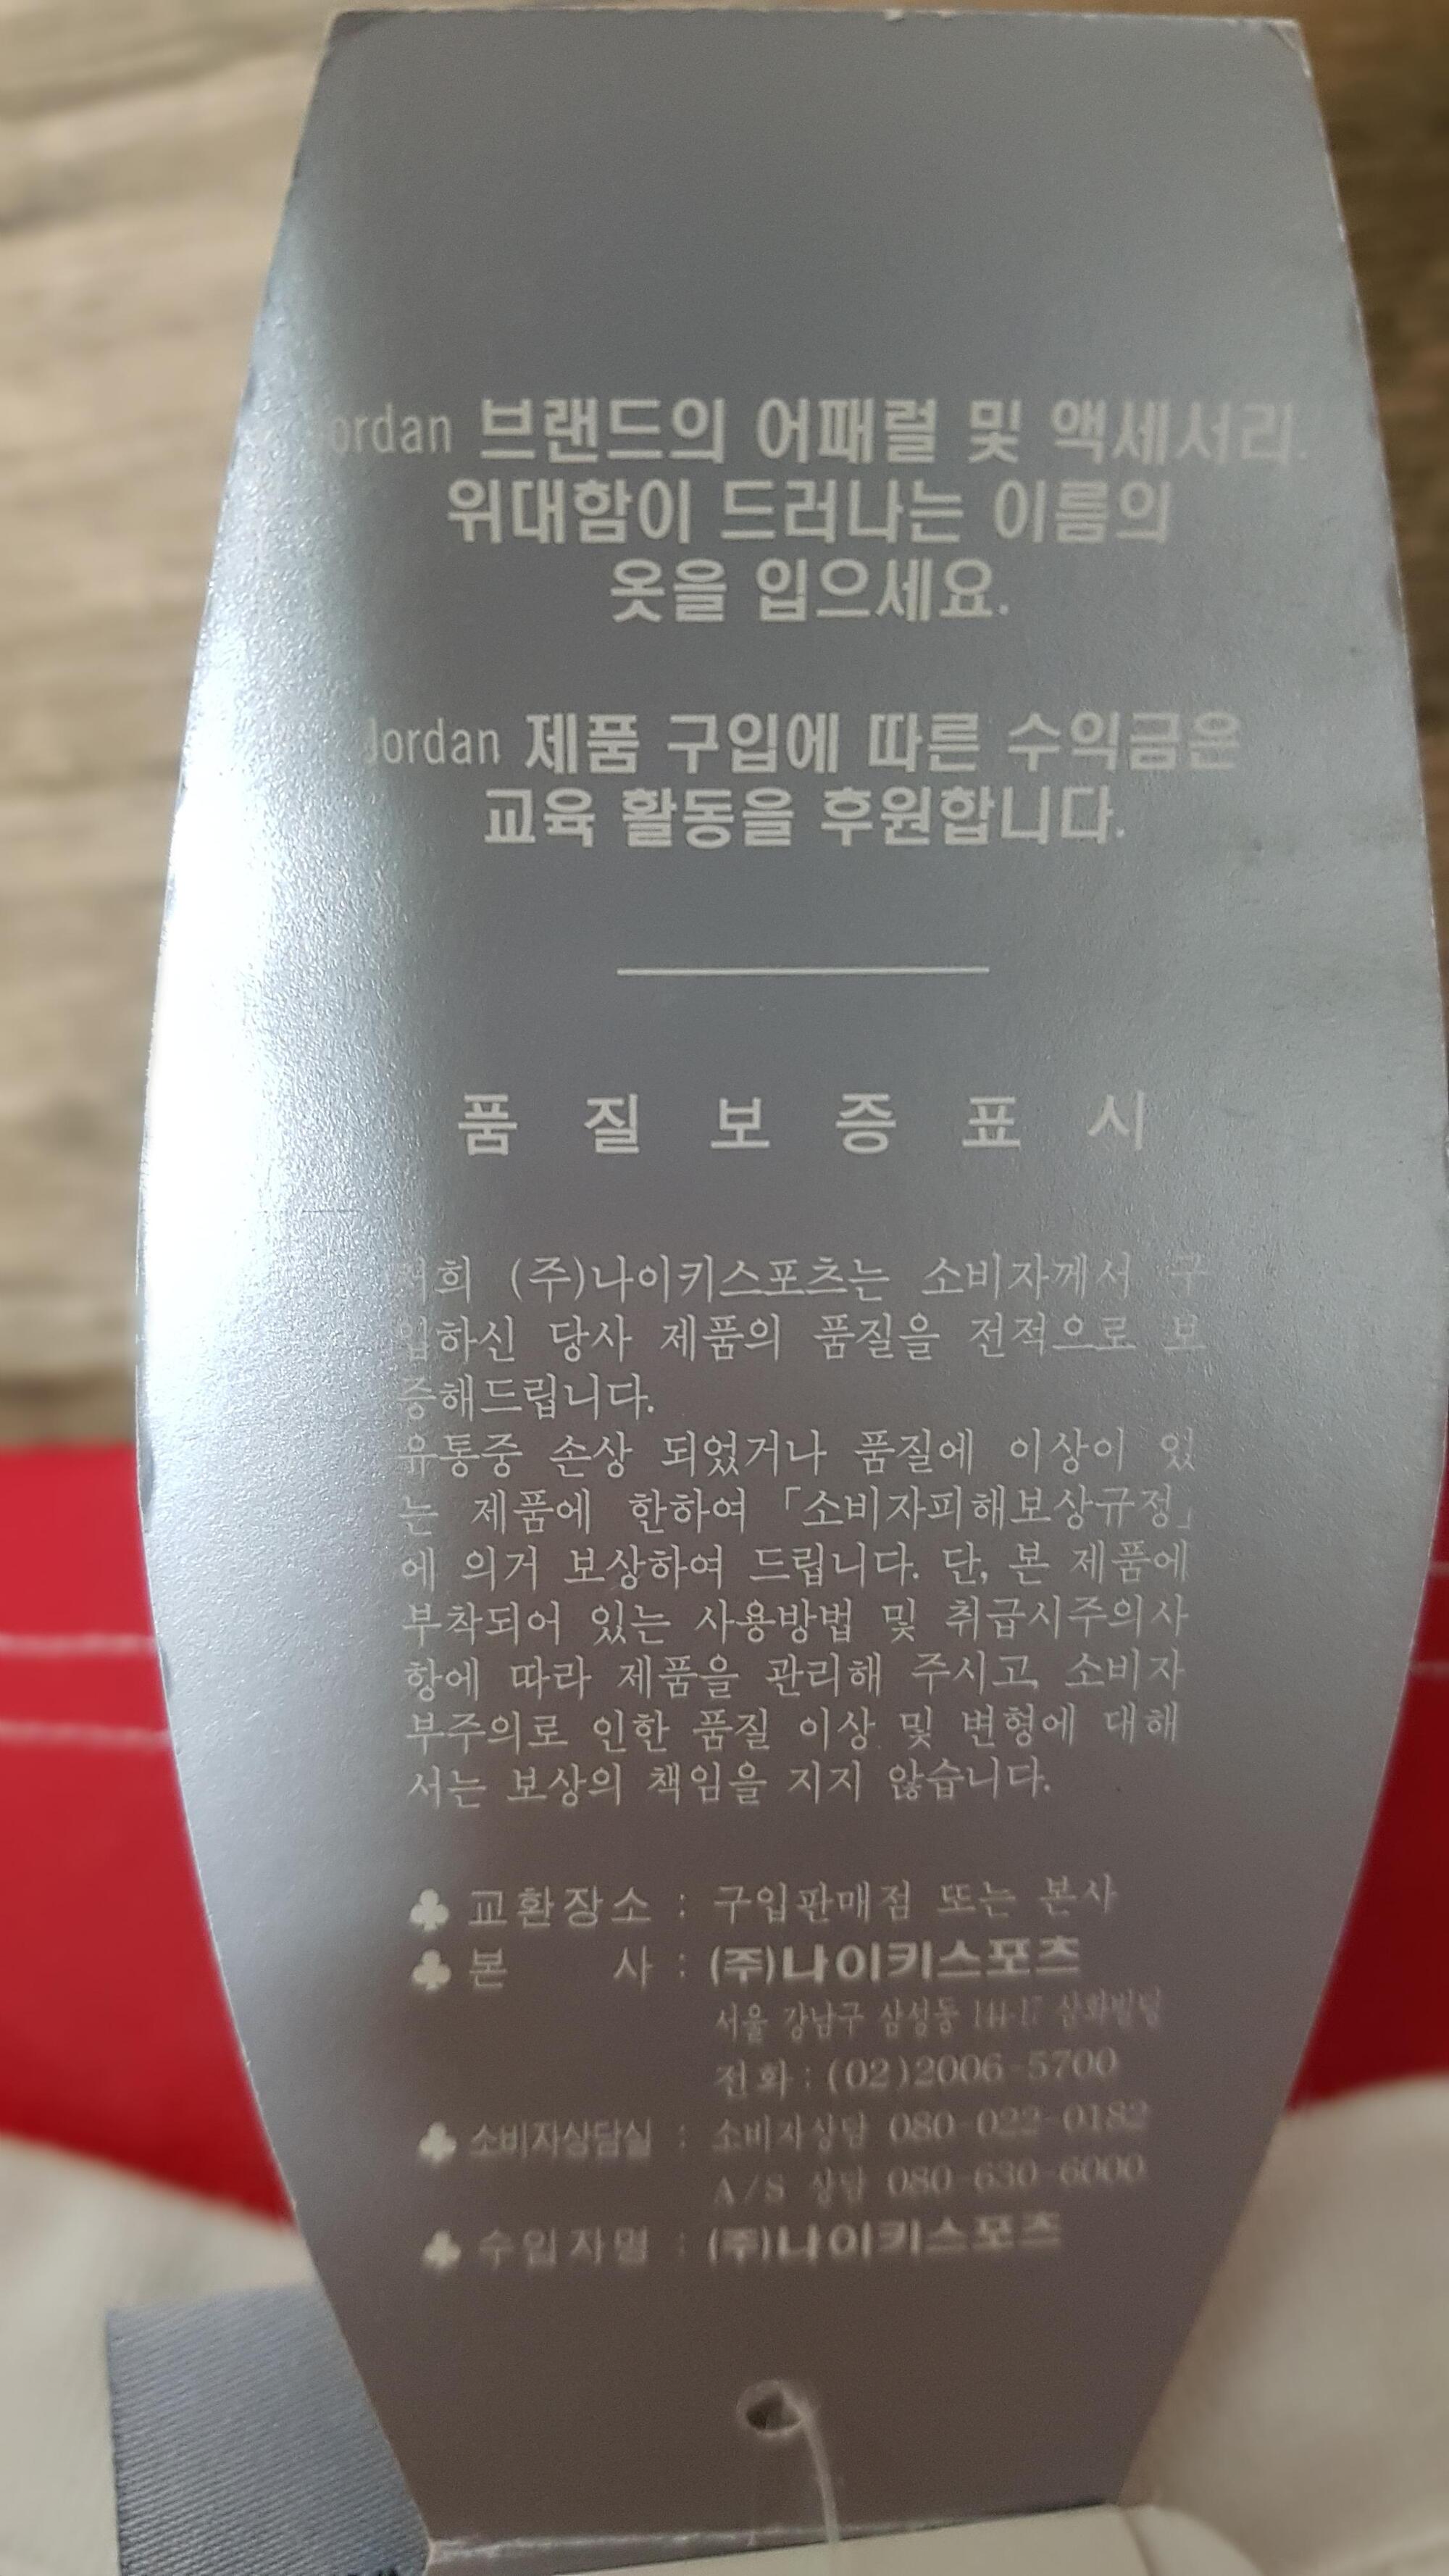 Jordan 브랜드의 어패럴 및 액세서리.
위대함이 드러나는 이름의
옷을 입으세요.
Jordan 제품 구입에 따른 수익금은
교육 활동을 후원합니다.
품 질 보 증 표 시
저희 (주)나이키스포츠는 소비자께서 구
입하신 당사 제품의 품질을 전적으로 보
증해드립니다.
유통중 손상 되었거나 품질에 이상이 있
는 제품에 한하여 「소비자피해보상규정」
에 의거 보상하여 드립니다. 단, 본 제품에
부착되어 있는 사용방법 및 취급시주의사
항에 따라 제품을 관리해 주시고, 소비자
부주의로 인한 품질 이상 및 변형에 대해
서는 보상의 책임을 지지 않습니다.
♣ 교환장소 : 구입판매점 또는 본사
♣ 본 사 : (주)나이키스포츠
서울 강남구 삼성동 144-17 삼화빌딩
전화 : (02)2006-5700
♣ 소비자상담실 : 소비자상담 080-022-0182
A/S 상담 080-630-6000
♣ 수입자명 : (주)나이키스포츠